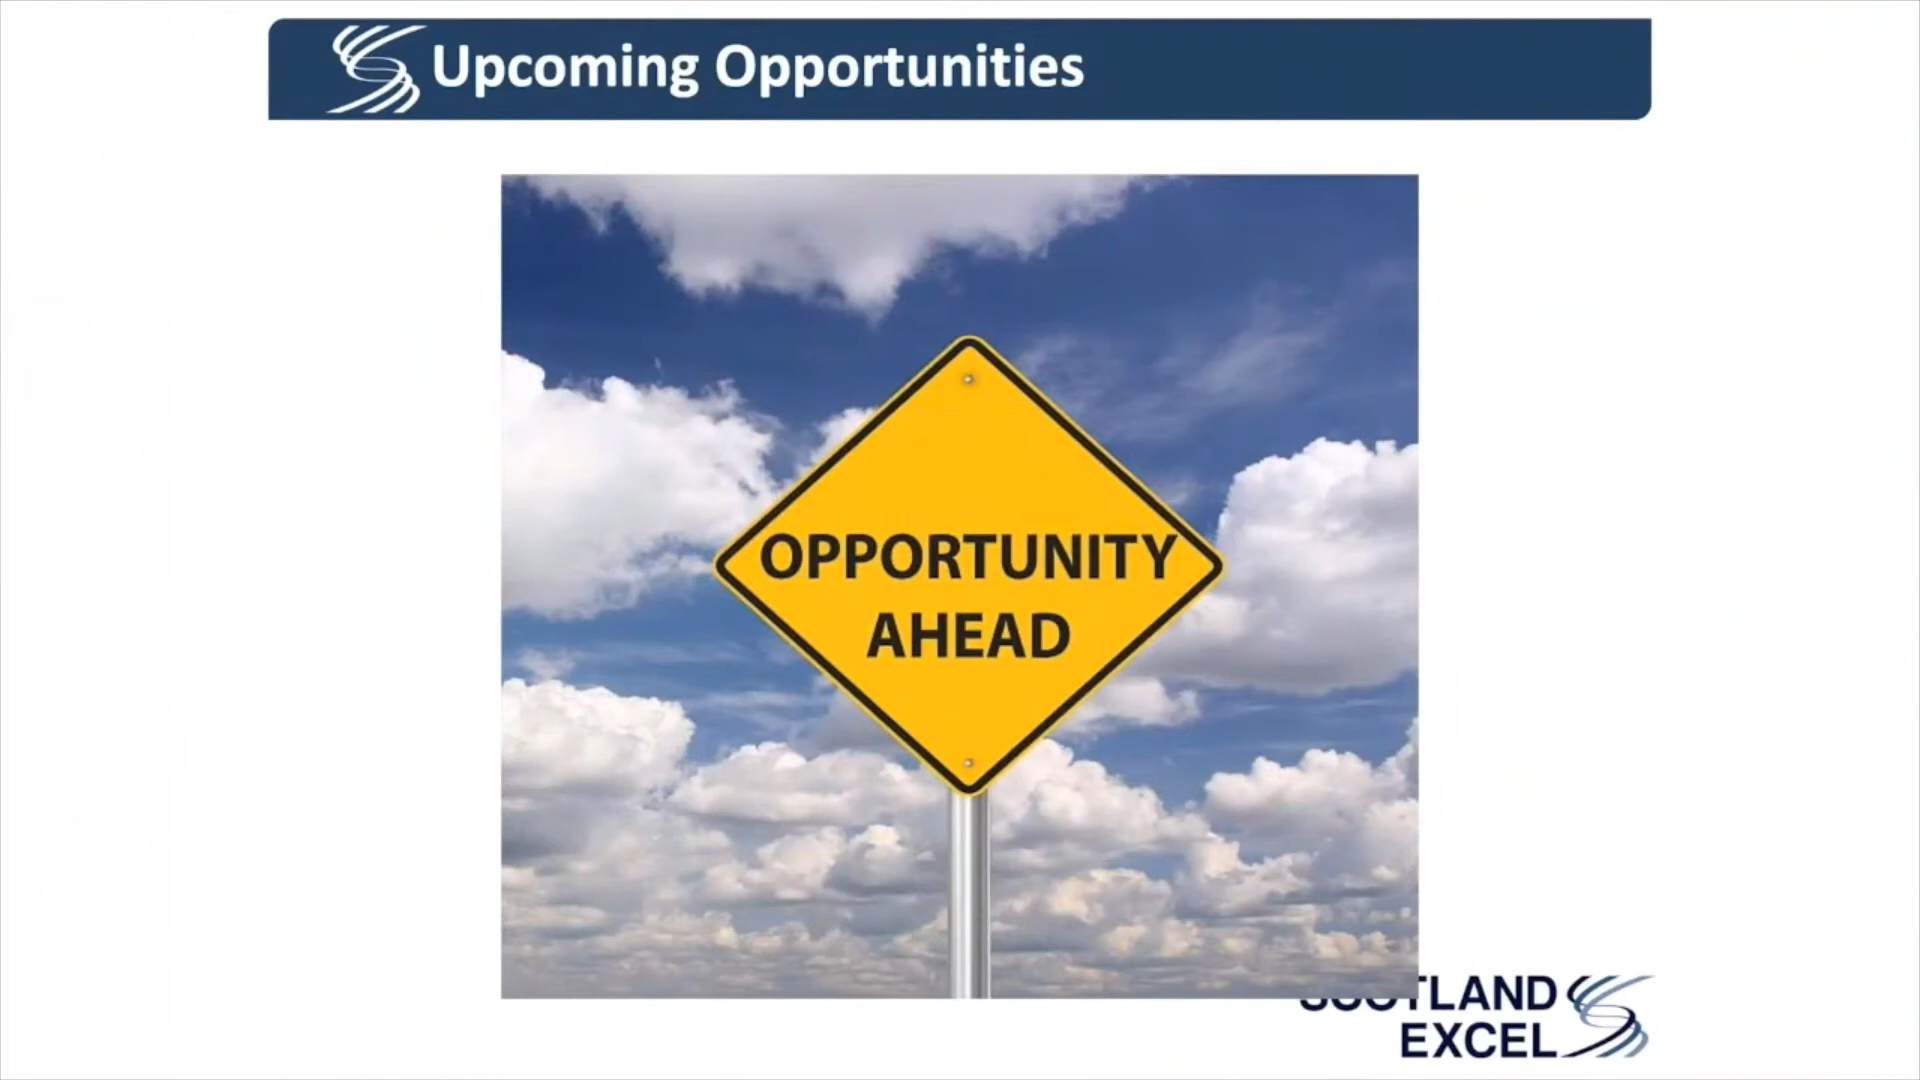 Upcoming Opportunities
OPPORTUNITY
AHEAD
SCOTLAND
EXCEL